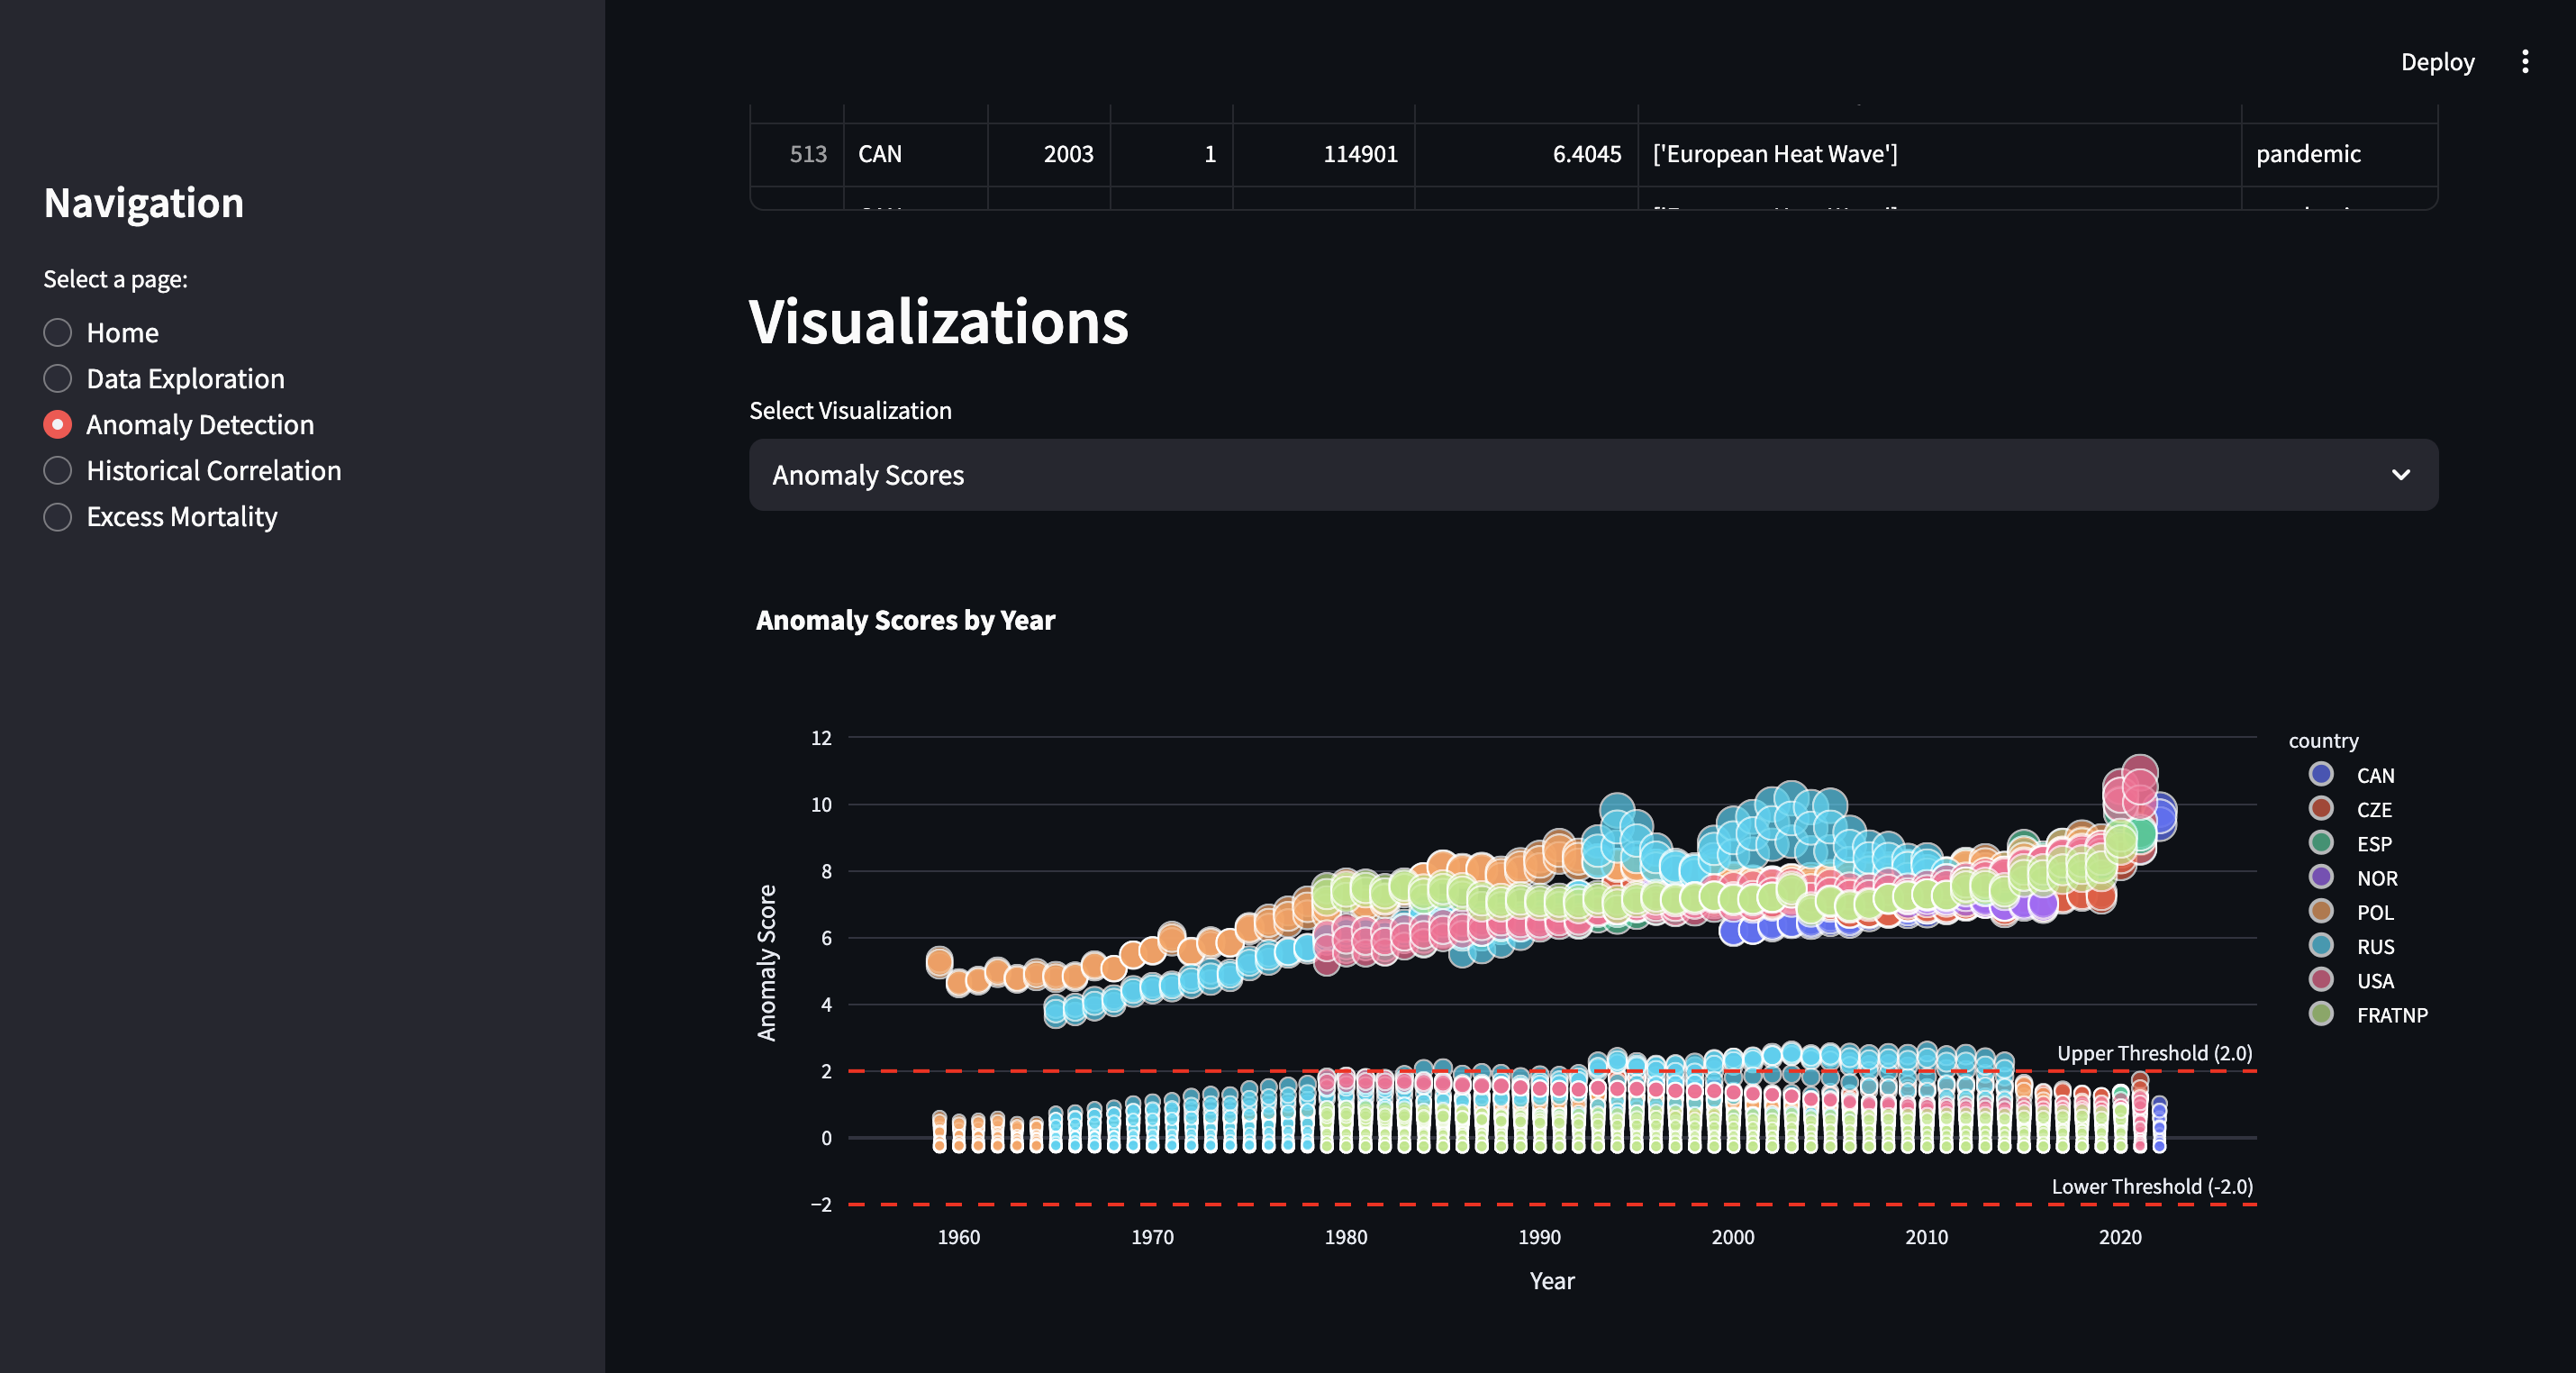 Deploy
513 CAN 2003 1 114901 6.4045 ['European Heat Wave'] pandemic
Navigation
Select a page:
Home
Data Exploration
Anomaly Detection
Historical Correlation
Excess Mortality
Visualizations
Select Visualization
Anomaly Scores
Anomaly Scores by Year
Anomaly Score
12
10
8
6
4
2
0
−2
Upper Threshold (2.0)
Lower Threshold (-2.0)
1960 1970 1980 1990 2000 2010 2020
Year
country
CAN
CZE
ESP
NOR
POL
RUS
USA
FRATNP